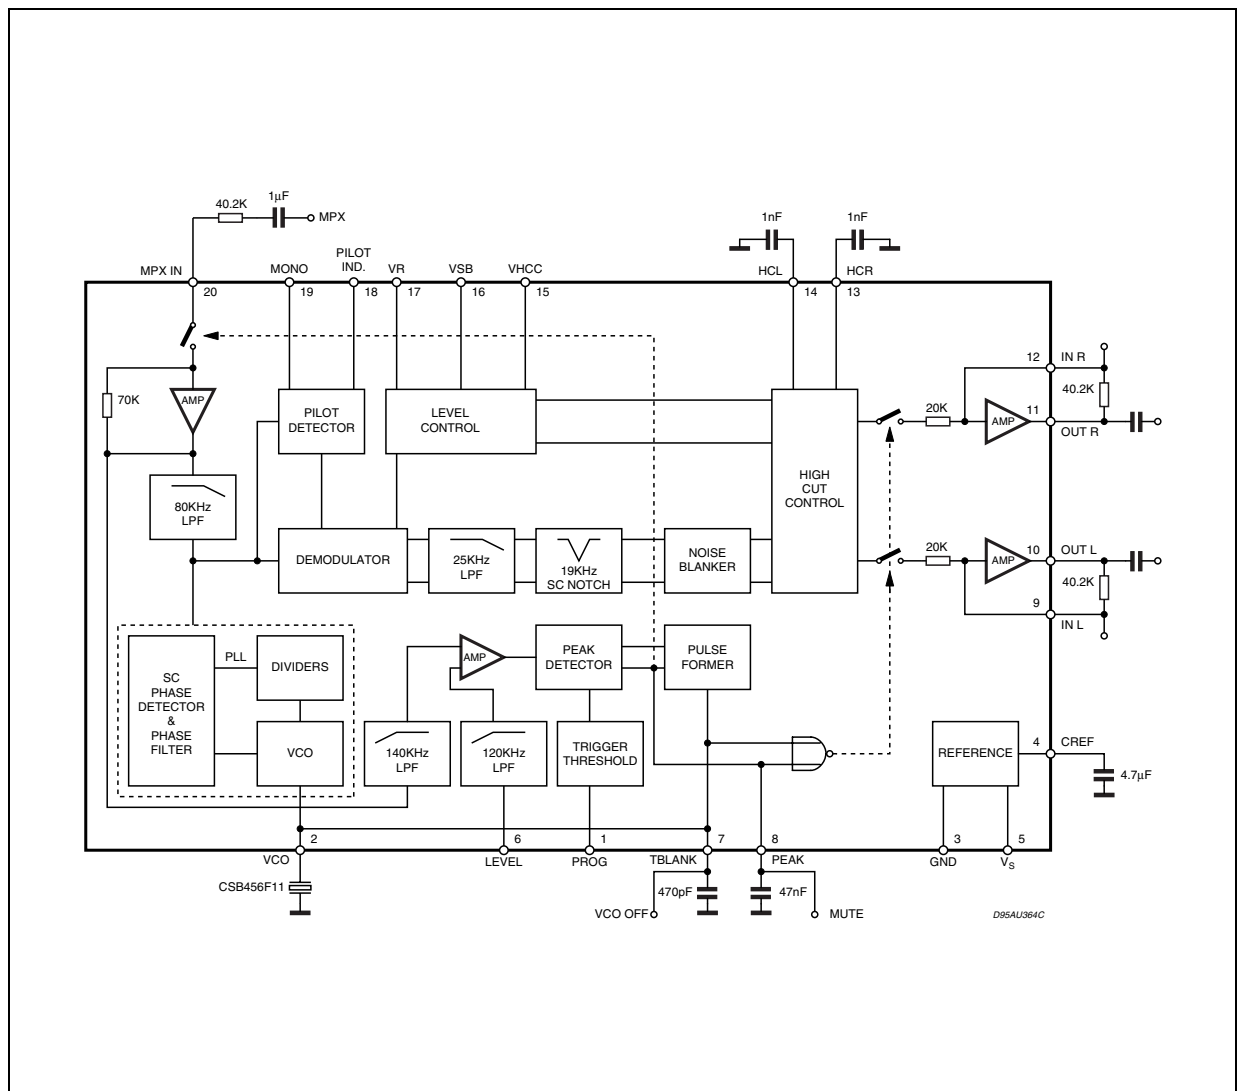 40.2K
1µF
MPX
1nF
1nF
MPX IN
MONO
PILOT
IND.
VR
VSB
VHCC
HCL
HCR
20
19
18
17
16
15
14
13
12
IN R
40.2K
70K
AMP
PILOT
DETECTOR
LEVEL
CONTROL
20K
AMP
11
OUT R
HIGH
CUT
CONTROL
80KHz
LPF
DEMODULATOR
25KHz
LPF
19KHz
SC NOTCH
NOISE
BLANKER
20K
AMP
10
OUT L
40.2K
9
IN L
SC
PHASE
DETECTOR
&
PHASE
FILTER
PLL
DIVIDERS
VCO
AMP
PEAK
DETECTOR
PULSE
FORMER
140KHz
LPF
120KHz
LPF
TRIGGER
THRESHOLD
REFERENCE
4
CREF
4.7µF
2
6
1
7
8
3
5
VCO
LEVEL
PROG
TBLANK
PEAK
GND
VS
CSB456F11
470pF
47nF
VCO OFF
MUTE
D95AU364C